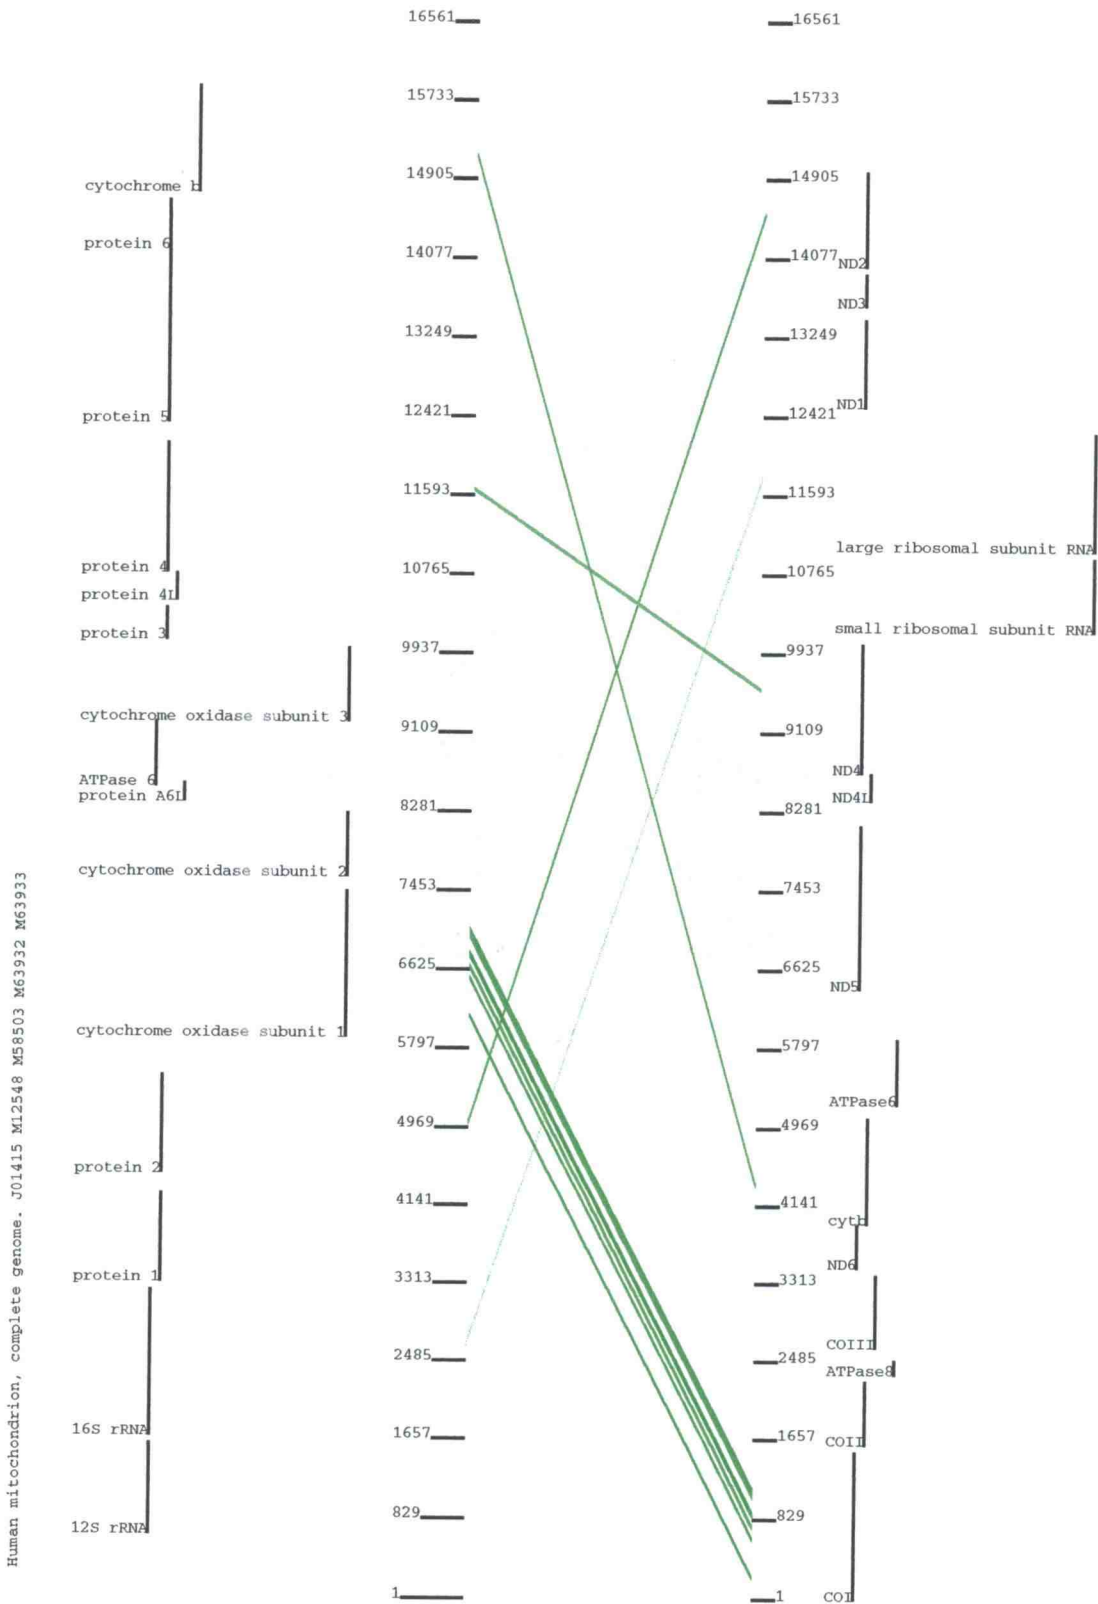 Human mitochondrion, complete genome. J01415 M12548 M58503 M63932 M63933
cytochrome b
protein 6
protein 5
protein 4
protein 4L
protein 3
cytochrome oxidase subunit 3
ATPase 6
protein A6L
cytochrome oxidase subunit 2
cytochrome oxidase subunit 1
protein 2
protein 1
16S rRNA
12S rRNA
16561
15733
14905
14077
13249
12421
11593
10765
9937
9109
8281
7453
6625
5797
4969
4141
3313
2485
1657
829
1
16561
15733
14905
14077
13249
12421
11593
10765
9937
9109
8281
7453
6625
5797
4969
4141
3313
2485
1657
829
1
ND2
ND3
ND1
large ribosomal subunit RNA
small ribosomal subunit RNA
ND4
ND4L
ND5
ATPase6
cytb
ND6
COIII
ATPase8
COII
COI